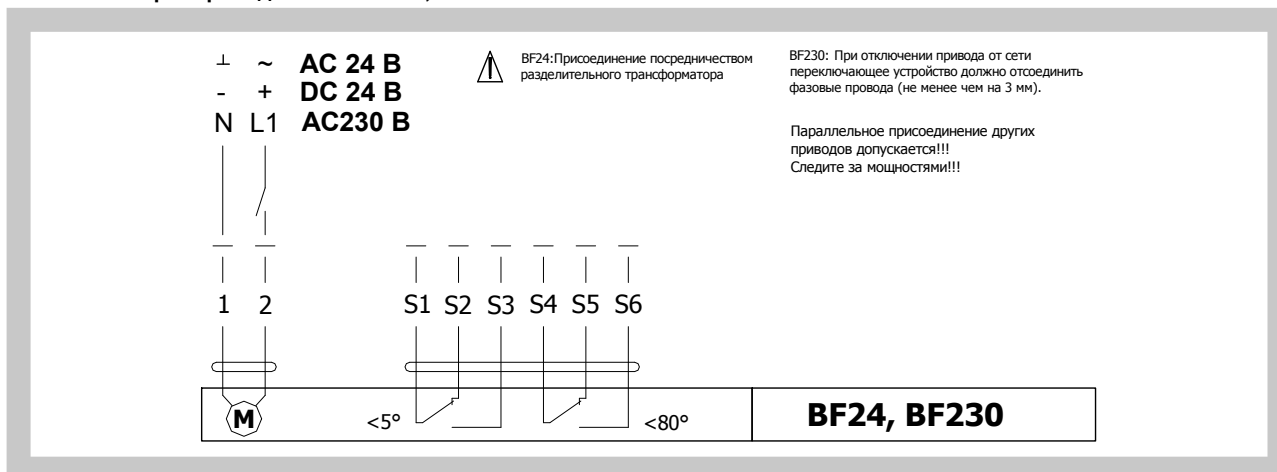 ⊥ ~ AC 24 В
- + DC 24 В
N L1 AC230 В
BF24:Присоединение посредничеством
разделительного трансформатора
BF230: При отключении привода от сети
переключающее устройство должно отсоединить
фазовые провода (не менее чем на 3 мм).
Параллельное присоединение других
приводов допускается!!!
Следите за мощностями!!!
1 2 S1 S2 S3 S4 S5 S6
M <5° <80° BF24, BF230